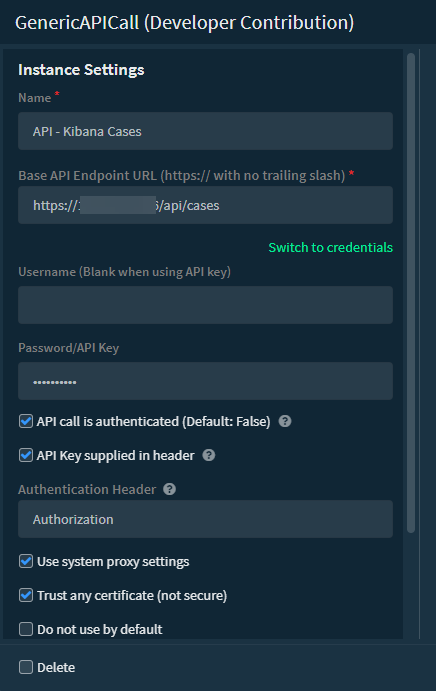 GenericAPICall (Developer Contribution)
Instance Settings
Name *
API - Kibana Cases
Base API Endpoint URL (https:// with no trailing slash) *
https:// /api/cases
Switch to credentials
Username (Blank when using API key)
Password/API Key
••••••••••
API call is authenticated (Default: False) ?
API Key supplied in header ?
Authentication Header ?
Authorization
Use system proxy settings
Trust any certificate (not secure)
Do not use by default
Delete